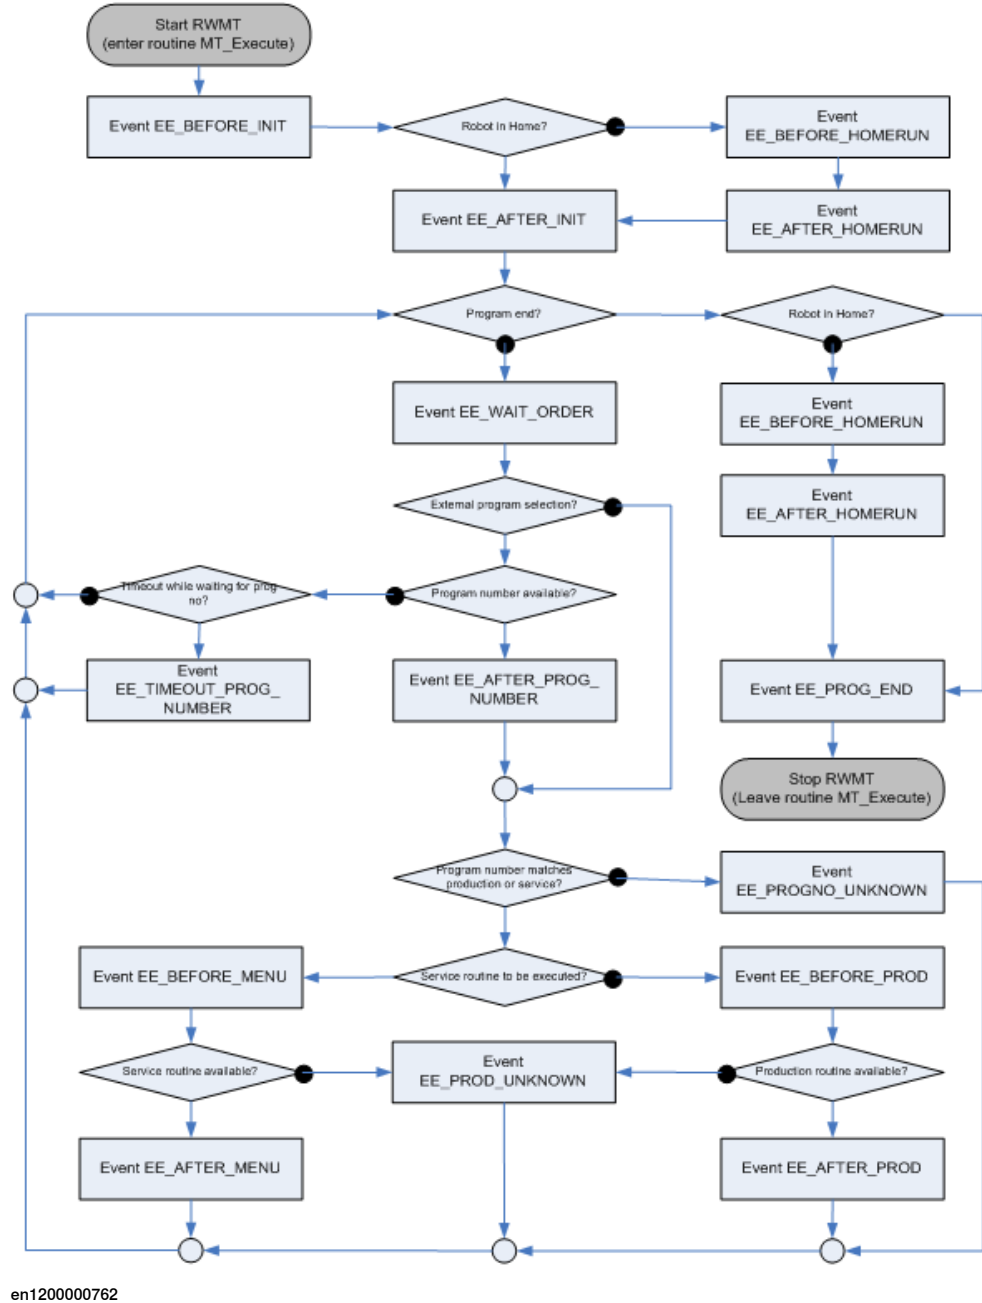 Start RWMT
(enter routine MT_Execute)
Event EE_BEFORE_INIT
Robot in Home?
Event
EE_BEFORE_HOMERUN
Event EE_AFTER_INIT
Event
EE_AFTER_HOMERUN
Program end?
Robot in Home?
Event EE_WAIT_ORDER
Event
EE_BEFORE_HOMERUN
External program selection?
Event
EE_AFTER_HOMERUN
Timeout while waiting for prog
no?
Program number available?
Event
EE_TIMEOUT_PROG_
NUMBER
Event EE_AFTER_PROG_
NUMBER
Event EE_PROG_END
Stop RWMT
(Leave routine MT_Execute)
Program number matches
production or service?
Event
EE_PROGNO_UNKNOWN
Event EE_BEFORE_MENU
Service routine to be executed?
Event EE_BEFORE_PROD
Service routine available?
Event
EE_PROD_UNKNOWN
Production routine available?
Event EE_AFTER_MENU
Event EE_AFTER_PROD
en1200000762